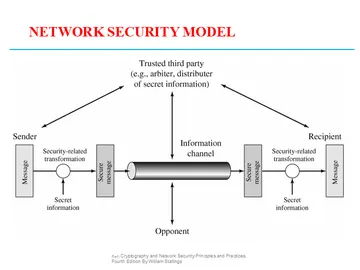 NETWORK SECURITY MODEL
Trusted third party
(e.g., arbiter, distributer
of secret information)
Sender
Recipient
Information
channel
Security-related
transformation
Security-related
transformation
Message
Secure
message
Secure
message
Message
Secret
information
Secret
information
Opponent
Cryptography and Network Security Principles and Practices,
Fourth Edition By William Stallings